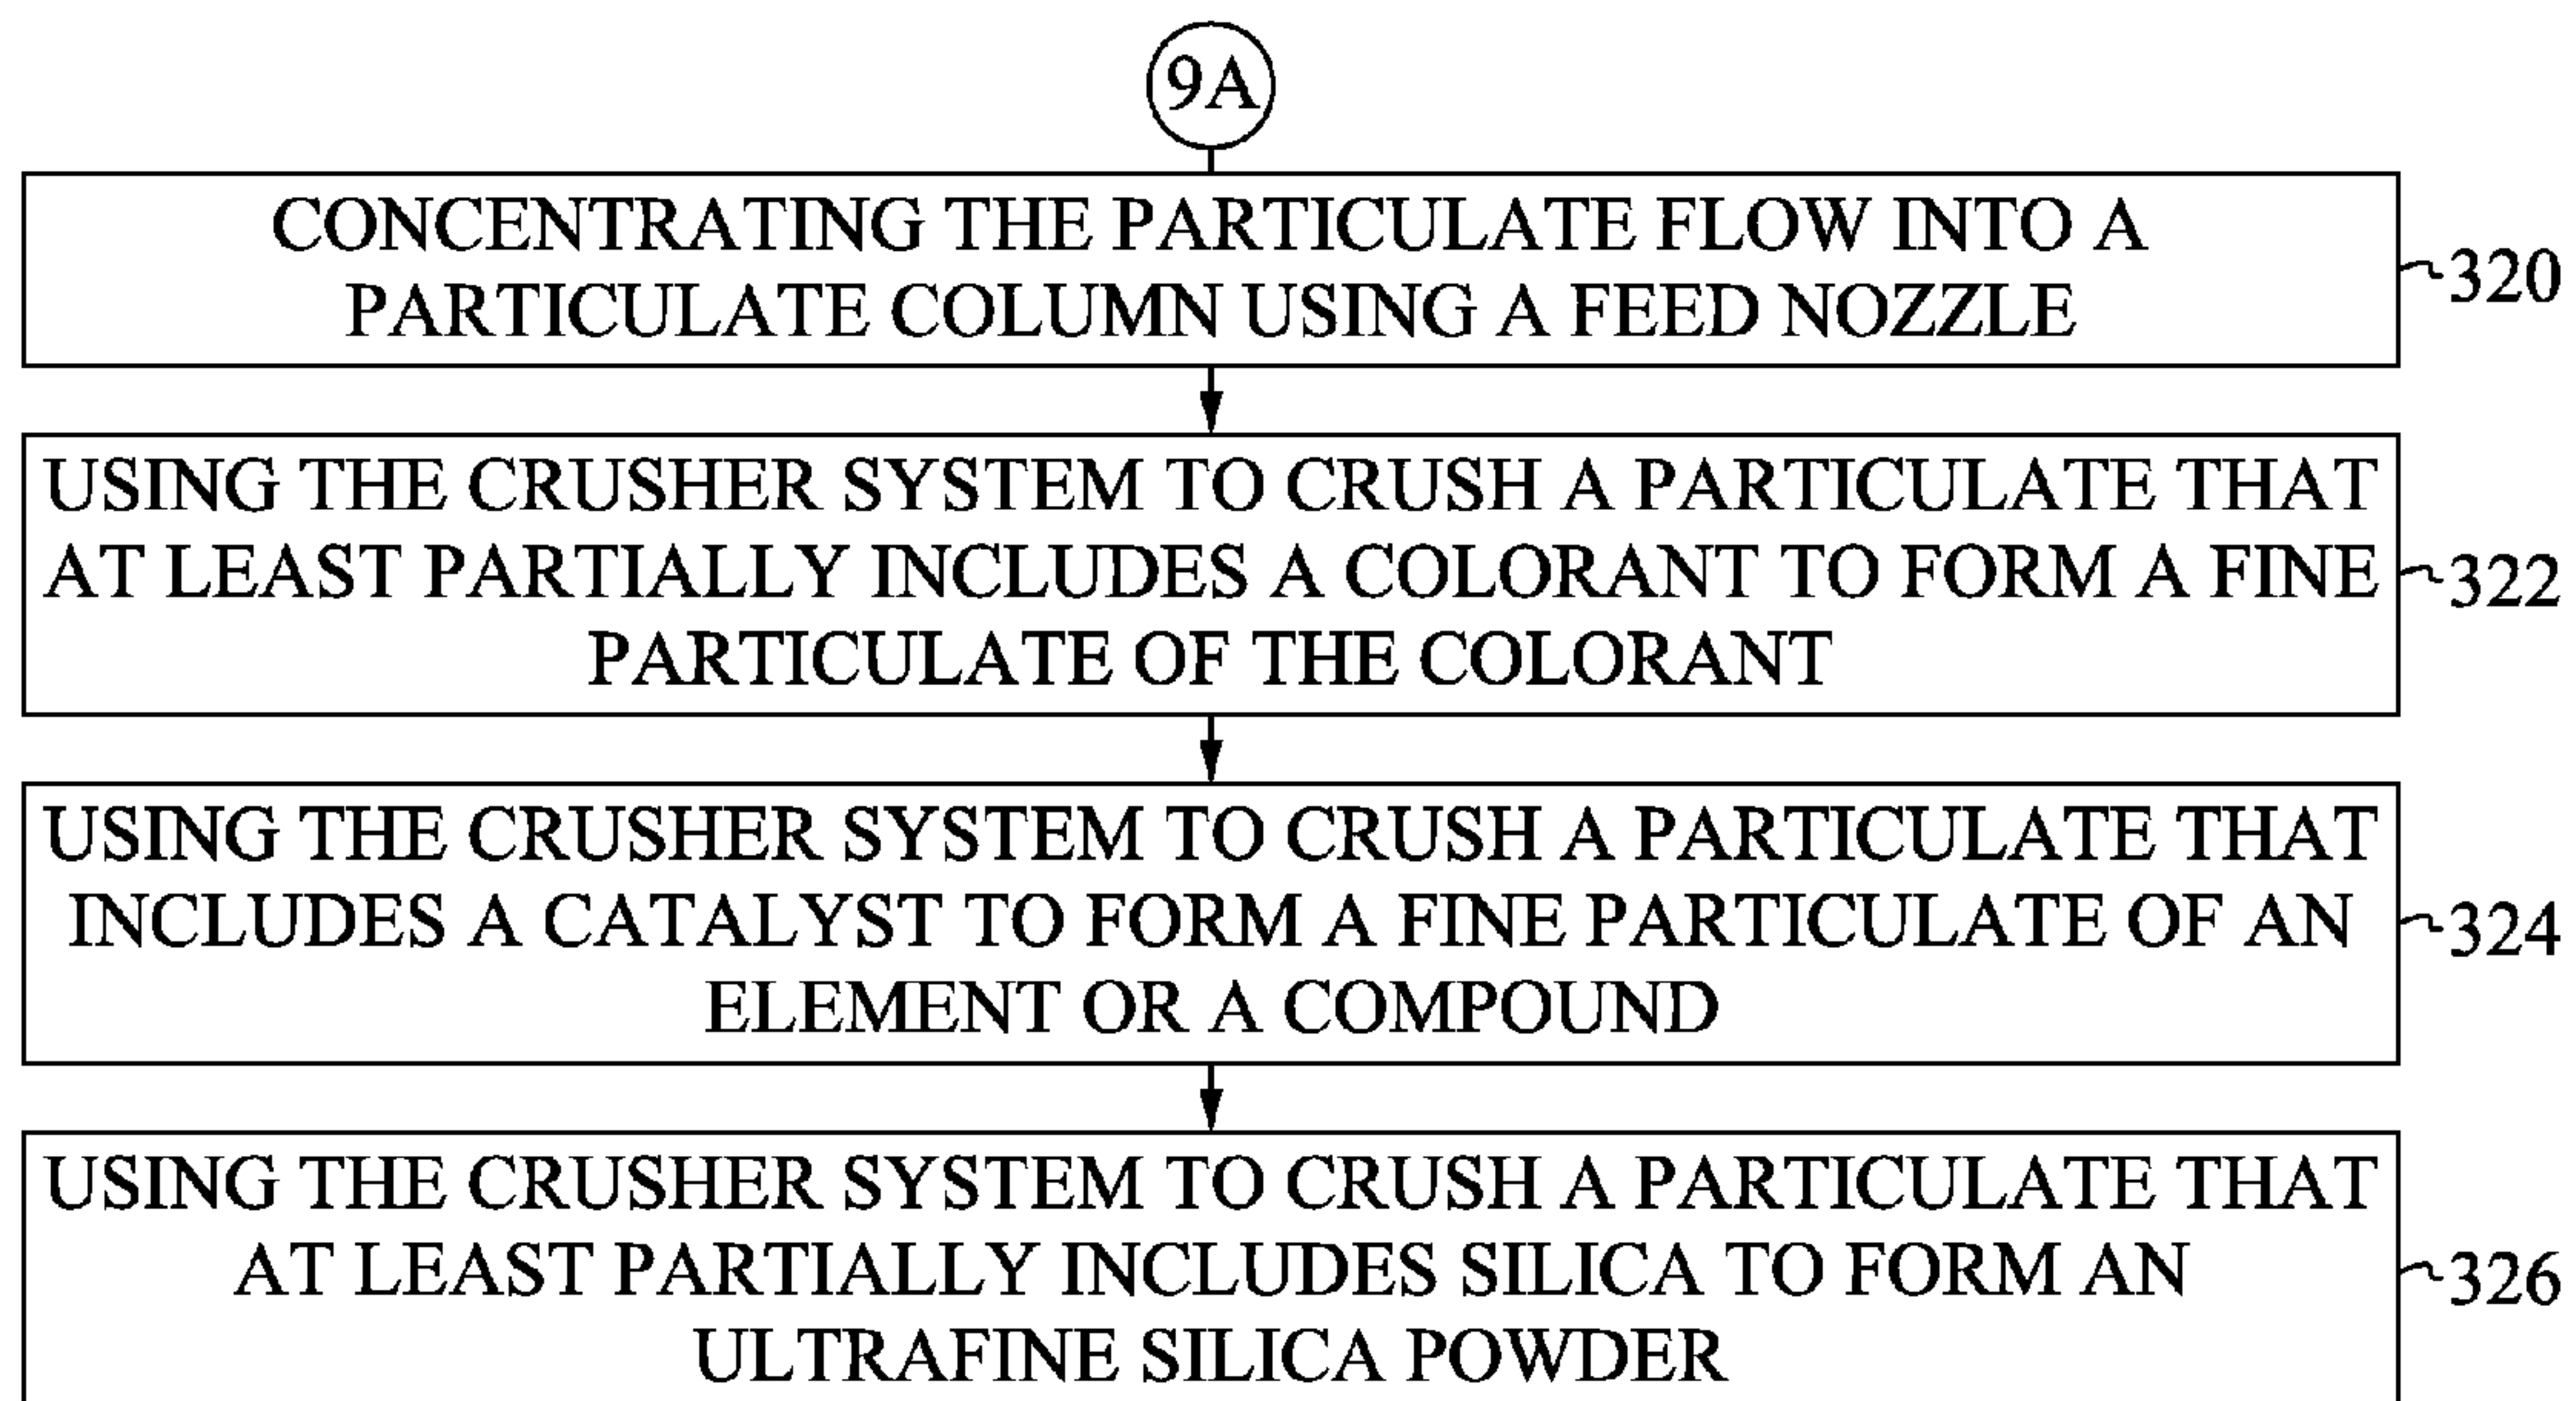 9A
CONCENTRATING THE PARTICULATE FLOW INTO A
PARTICULATE COLUMN USING A FEED NOZZLE
320
USING THE CRUSHER SYSTEM TO CRUSH A PARTICULATE THAT
AT LEAST PARTIALLY INCLUDES A COLORANT TO FORM A FINE
PARTICULATE OF THE COLORANT
322
USING THE CRUSHER SYSTEM TO CRUSH A PARTICULATE THAT
INCLUDES A CATALYST TO FORM A FINE PARTICULATE OF AN
ELEMENT OR A COMPOUND
324
USING THE CRUSHER SYSTEM TO CRUSH A PARTICULATE THAT
AT LEAST PARTIALLY INCLUDES SILICA TO FORM AN
ULTRAFINE SILICA POWDER
326